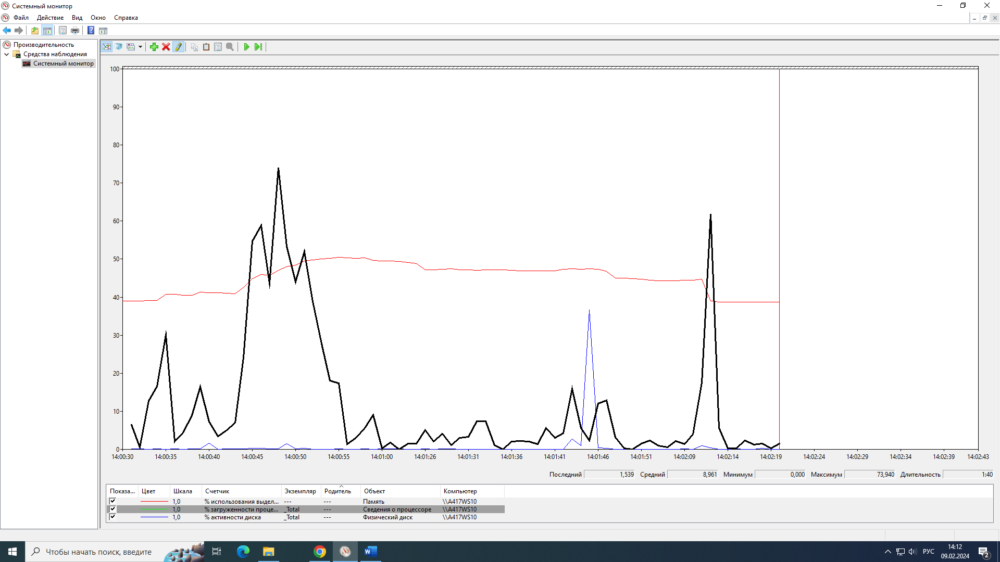 Системный монитор
Файл Действие Вид Окно Справка
Производительность
Средства наблюдения
Системный монитор
100
90
80
70
60
50
40
30
20
10
0
14:00:30 14:00:35 14:00:40 14:00:45 14:00:50 14:00:55 14:01:00 14:01:26 14:01:31 14:01:36 14:01:41 14:01:46 14:01:51 14:02:09 14:02:14 14:02:19 14:02:24 14:02:29 14:02:34 14:02:39 14:02:43
Последний 1,539 Средний 8,961 Минимум 0,000 Максимум 73,940 Длительность 1:40
Показа... Цвет Шкала Счетчик Экземпляр Родитель Объект Компьютер
1,0 % использования выдел... --- --- Память \\A417WS10
1,0 % загруженности проце... _Total --- Сведения о процессоре \\A417WS10
1,0 % активности диска _Total --- Физический диск \\A417WS10
Чтобы начать поиск, введите
РУС
14:12
09.02.2024
2